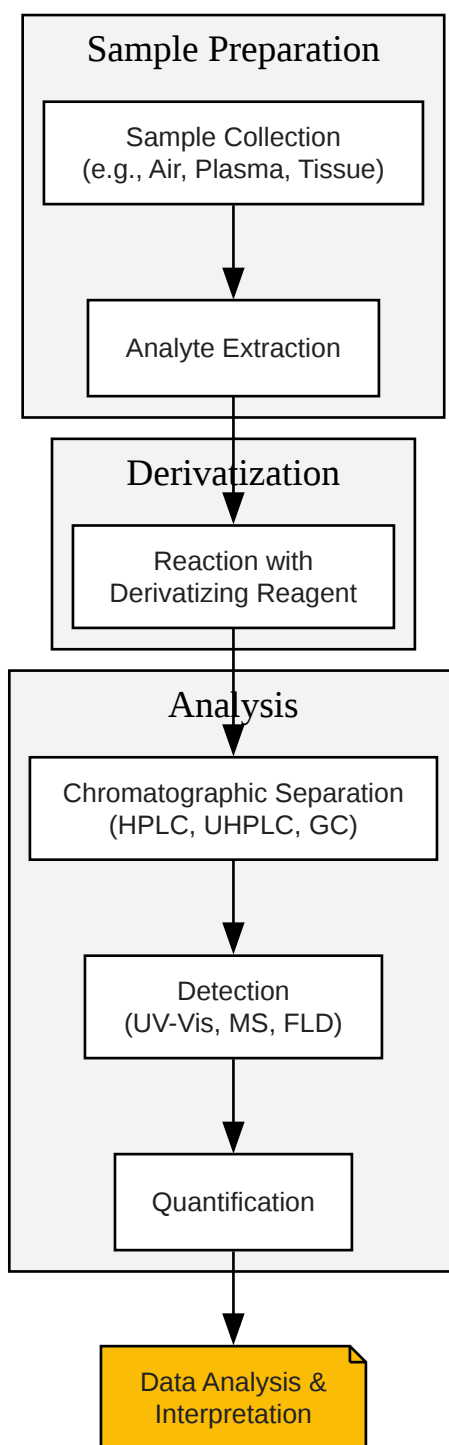 Sample Preparation
Sample Collection
(e.g., Air, Plasma, Tissue)
Analyte Extraction
Derivatization
Reaction with
Derivatizing Reagent
Analysis
Chromatographic Separation
(HPLC, UHPLC, GC)
Detection
(UV-Vis, MS, FLD)
Quantification
Data Analysis &
Interpretation